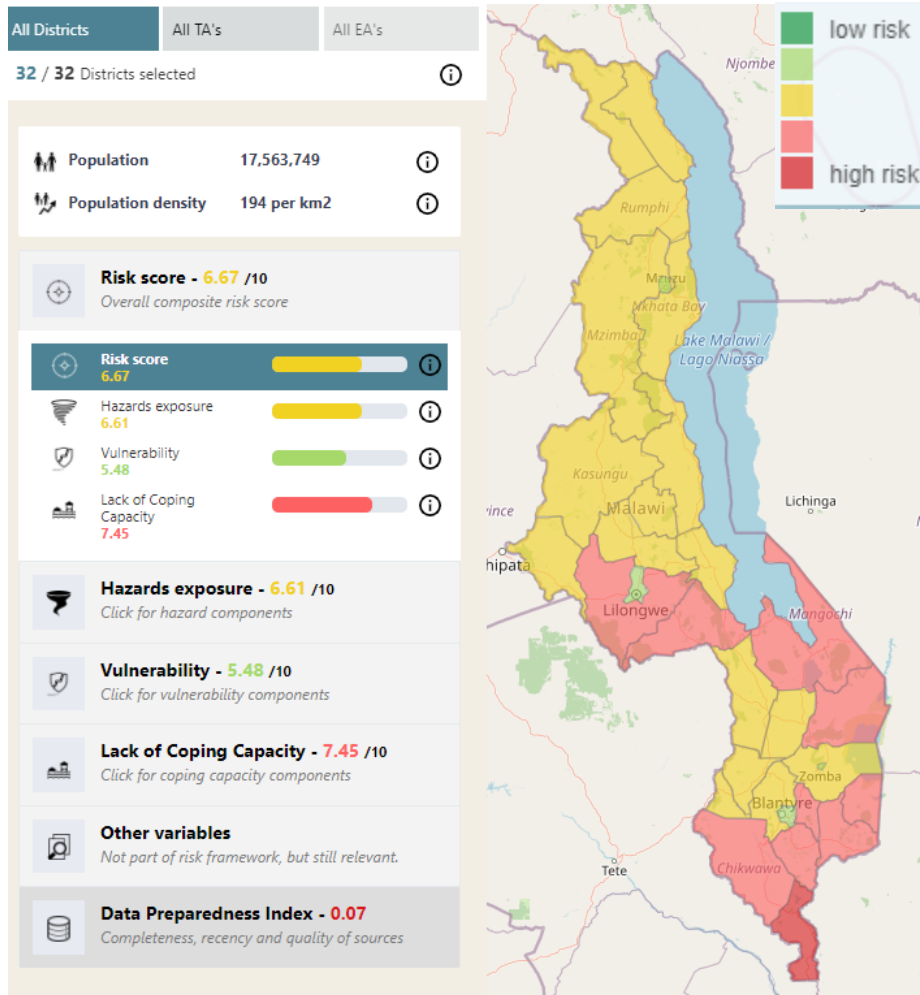 All Districts
All TA's
All EA's
32 / 32 Districts selected
Population 17,563,749
Population density 194 per km2
Risk score - 6.67 /10
Overall composite risk score
Risk score
6.67
Hazards exposure
6.61
Vulnerability
5.48
Lack of Coping
Capacity
7.45
Hazards exposure - 6.61 /10
Click for hazard components
Vulnerability - 5.48 /10
Click for vulnerability components
Lack of Coping Capacity - 7.45 /10
Click for coping capacity components
Other variables
Not part of risk framework, but still relevant.
Data Preparedness Index - 0.07
Completeness, recency and quality of sources
low risk
high risk
Njombe
Rumphi
Mzuzu
Nkhata Bay
Mzimba
Lake Malawi /
Lago Niassa
Kasungu
Malawi
Lichinga
vince
hipata
Lilongwe
Mangochi
Zomba
Blantyre
Chikwawa
Tete